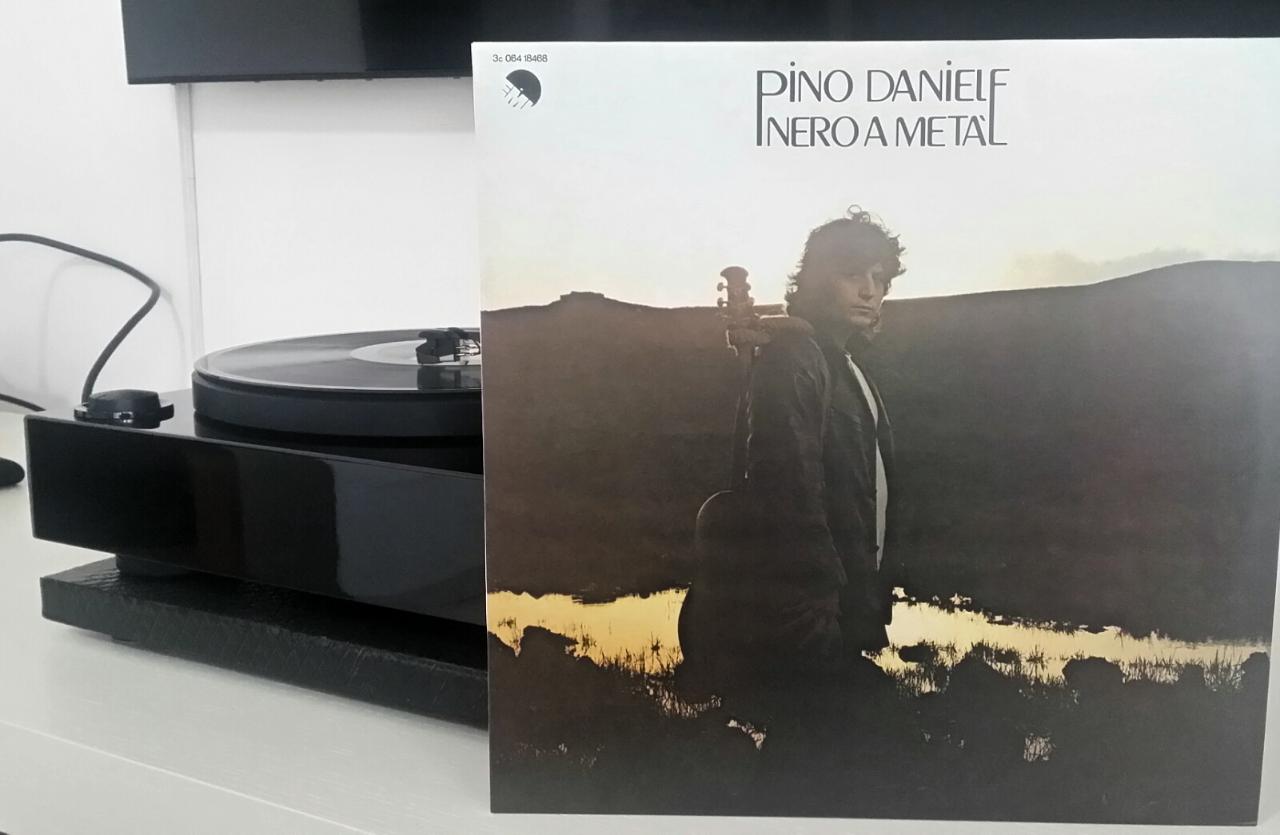 3c 064 18468
PiNO DANiELE
NERO A METÀ